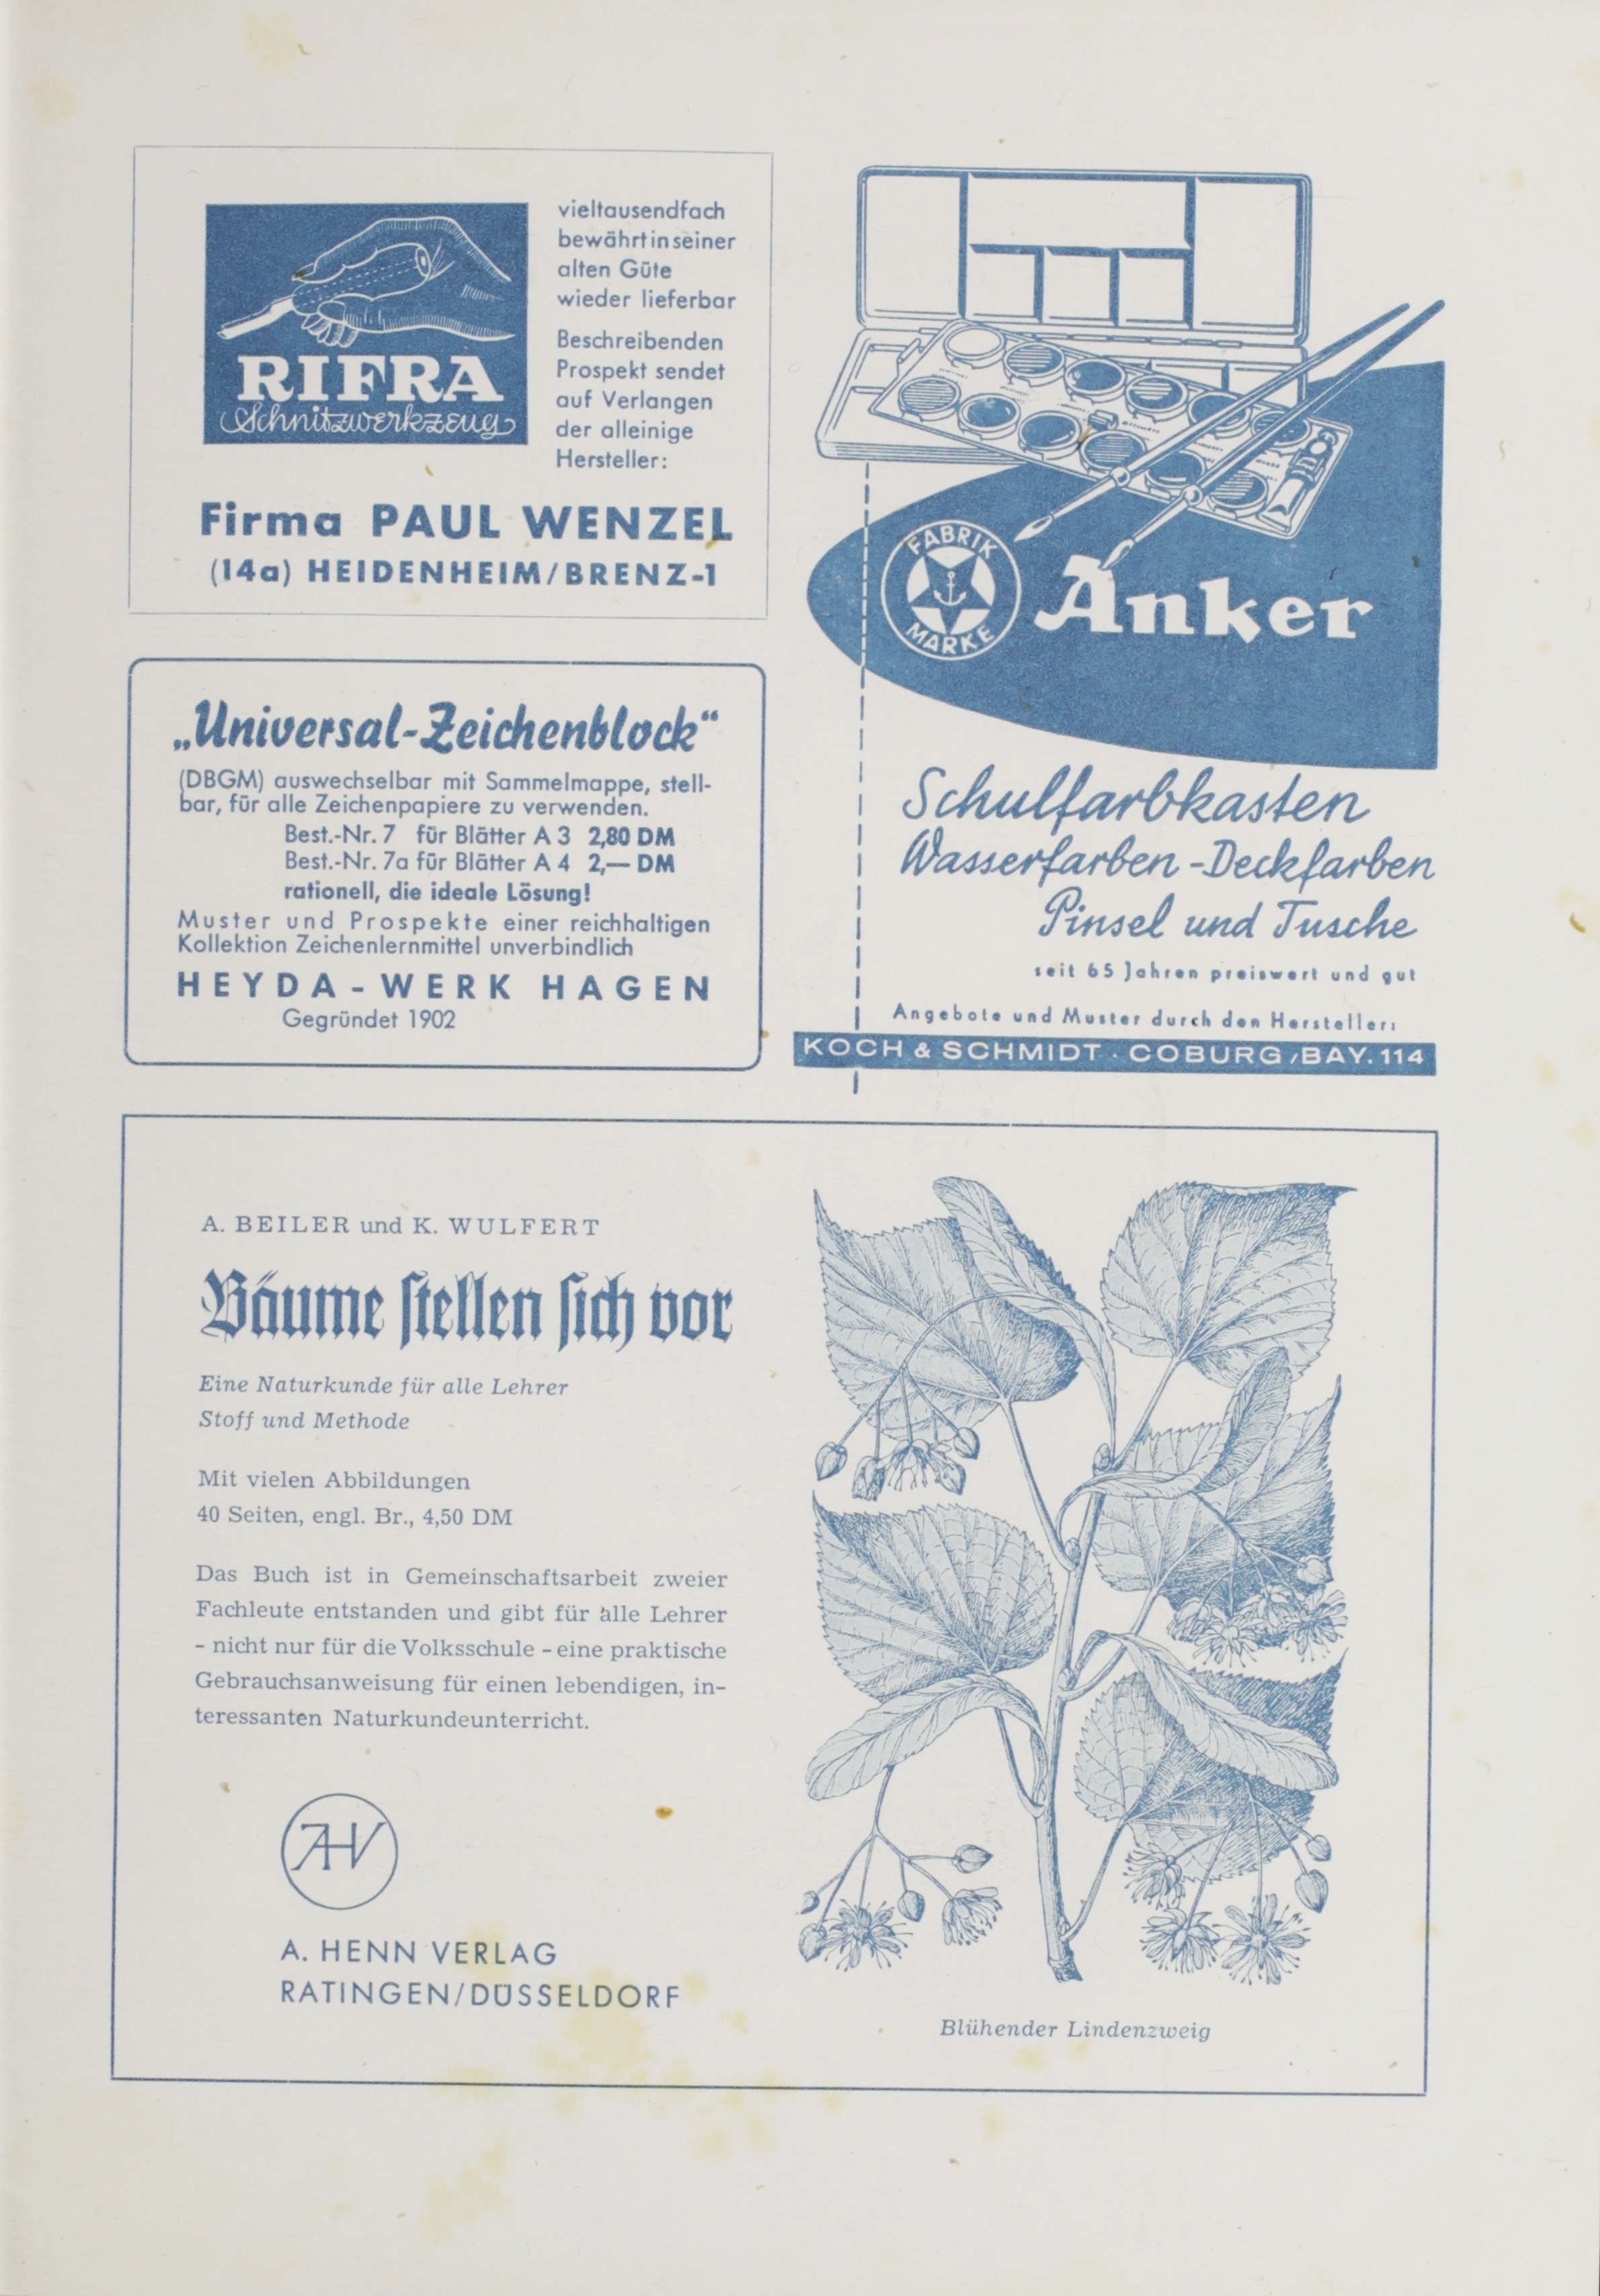 RIFRA
Schnitzwerkzeug
vieltausendfach
bewährt in seiner
alten Güte
wieder lieferbar
Beschreibenden
Prospekt sendet
auf Verlangen
der alleinige
Hersteller:
Firma PAUL WENZEL
(14a) HEIDENHEIM/BRENZ-1
„Universal-Zeichenblock“
(DBGM) auswechselbar mit Sammelmappe, stell-
bar, für alle Zeichenpapiere zu verwenden.
Best.-Nr. 7 für Blätter A 3 2,80 DM
Best.-Nr. 7a für Blätter A 4 2,— DM
rationell, die ideale Lösung!
Muster und Prospekte einer reichhaltigen
Kollektion Zeichenlernmittel unverbindlich
HEYDA-WERK HAGEN
Gegründet 1902
FABRIK
MARKE
Anker
Schulfarbkasten
Wasserfarben-Deckfarben
Pinsel und Tusche
seit 65 Jahren preiswert und gut
Angebote und Muster durch den Hersteller:
KOCH & SCHMIDT · COBURG/BAY. 114
A. BEILER und K. WULFERT
Bäume ſtellen ſich vor
Eine Naturkunde für alle Lehrer
Stoff und Methode
Mit vielen Abbildungen
40 Seiten, engl. Br., 4,50 DM
Das Buch ist in Gemeinschaftsarbeit zweier
Fachleute entstanden und gibt für alle Lehrer
- nicht nur für die Volksschule - eine praktische
Gebrauchsanweisung für einen lebendigen, in-
teressanten Naturkundeunterricht.
AHV
A. HENN VERLAG
RATINGEN/DÜSSELDORF
Blühender Lindenzweig